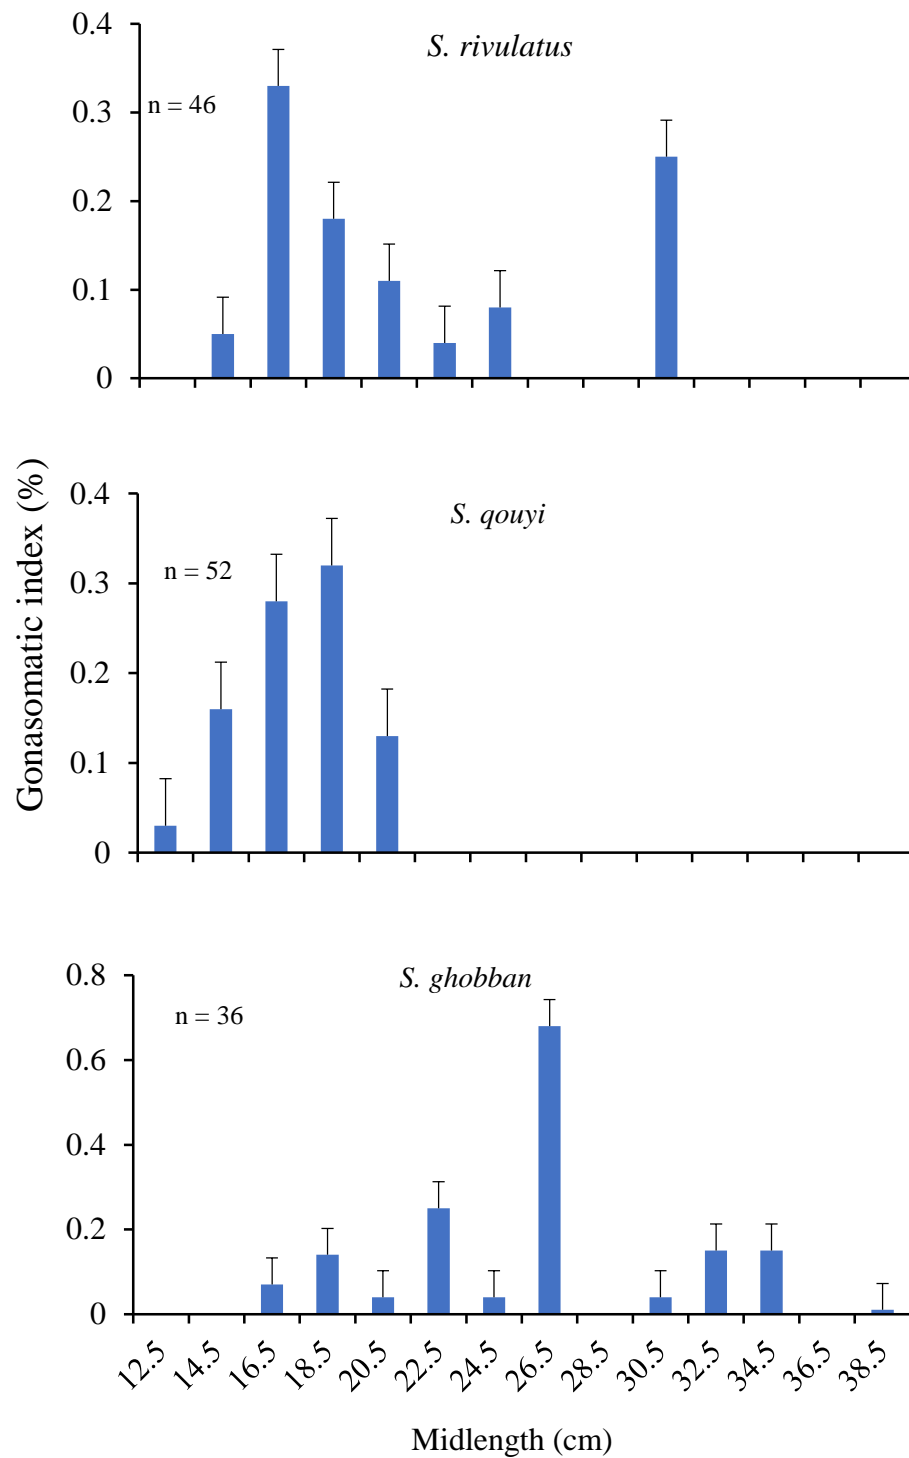 S. rivulatus
n = 46
0.4
0.3
0.2
0.1
0
Gonasomatic index (%)
S. qouyi
n = 52
0.4
0.3
0.2
0.1
0
S. ghobban
n = 36
0.8
0.6
0.4
0.2
0
12.5 14.5 16.5 18.5 20.5 22.5 24.5 26.5 28.5 30.5 32.5 34.5 36.5 38.5
Midlength (cm)